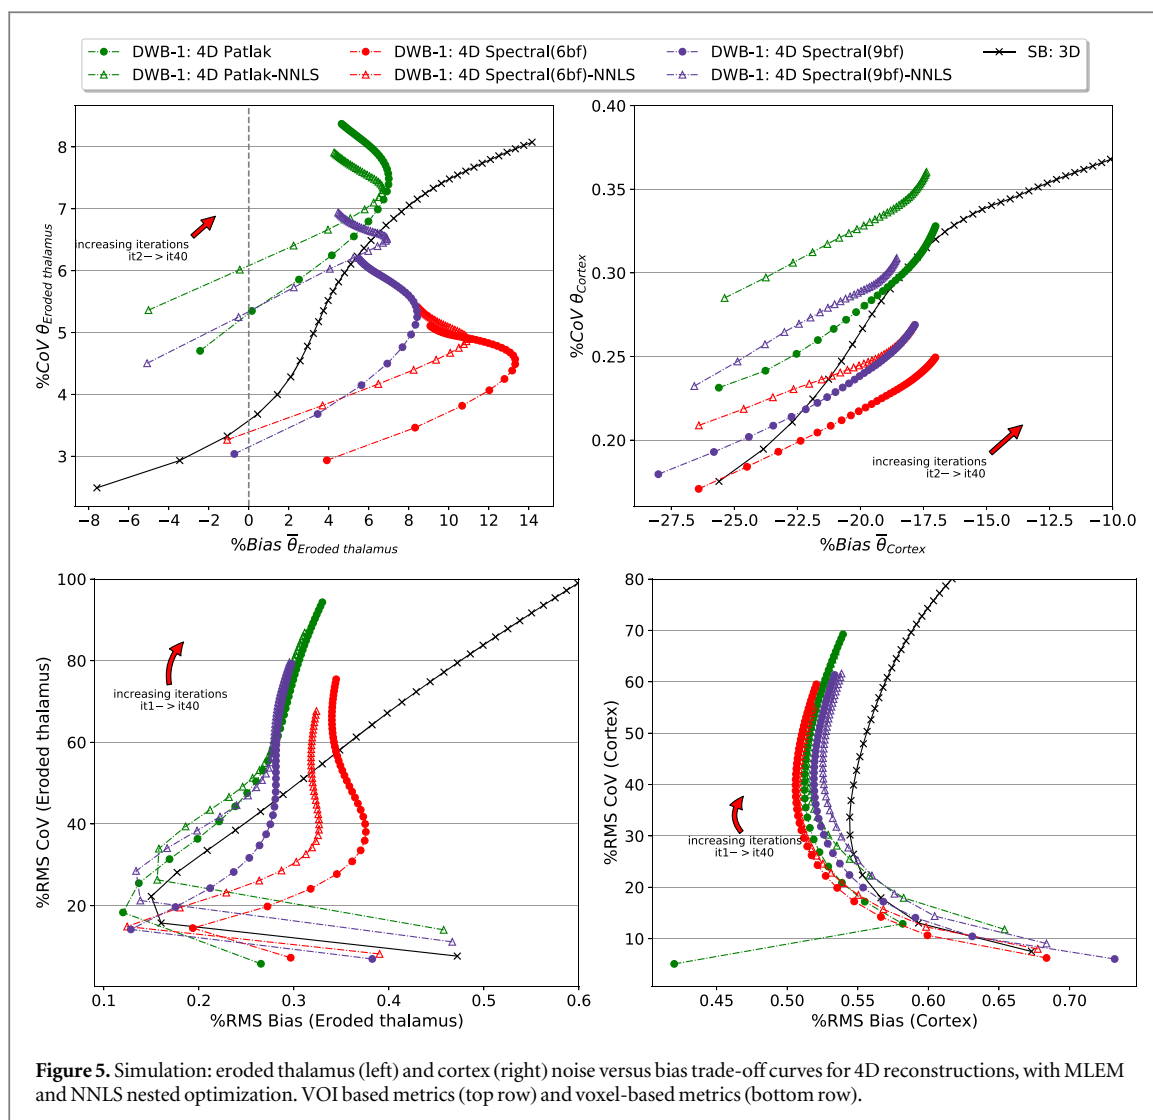 DWB-1: 4D Patlak
DWB-1: 4D Spectral(6bf)
DWB-1: 4D Spectral(9bf)
SB: 3D
DWB-1: 4D Patlak-NNLS
DWB-1: 4D Spectral(6bf)-NNLS
DWB-1: 4D Spectral(9bf)-NNLS
%CoV θ Eroded thalamus
8
7
6
5
4
3
increasing iterations
it2−> it40
−8 −6 −4 −2 0 2 4 6 8 10 12 14
%Bias θ̅ Eroded thalamus
%CoV θ Cortex
0.40
0.35
0.30
0.25
0.20
increasing iterations
it2−> it40
−27.5 −25.0 −22.5 −20.0 −17.5 −15.0 −12.5 −10.0
%Bias θ̅ Cortex
%RMS CoV (Eroded thalamus)
100
80
60
40
20
increasing iterations
it1−> it40
0.1 0.2 0.3 0.4 0.5 0.6
%RMS Bias (Eroded thalamus)
%RMS CoV (Cortex)
80
70
60
50
40
30
20
10
increasing iterations
it1−> it40
0.45 0.50 0.55 0.60 0.65 0.70
%RMS Bias (Cortex)
Figure 5. Simulation: eroded thalamus (left) and cortex (right) noise versus bias trade-off curves for 4D reconstructions, with MLEM
and NNLS nested optimization. VOI based metrics (top row) and voxel-based metrics (bottom row).